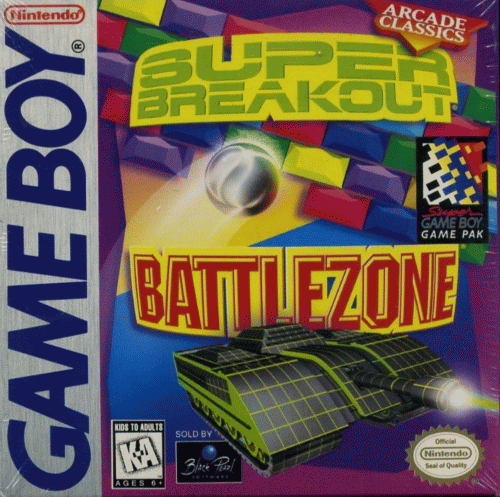 Nintendo®
GAME BOY®
ARCADE
CLASSICS
SUPER
BREAKOUT
Super
GAME BOY
GAME PAK
BATTLEZONE
KIDS TO ADULTS
K-A
AGES 6+
SOLD BY
Black Pearl
SOFTWARE
Official
Nintendo
Seal of Quality